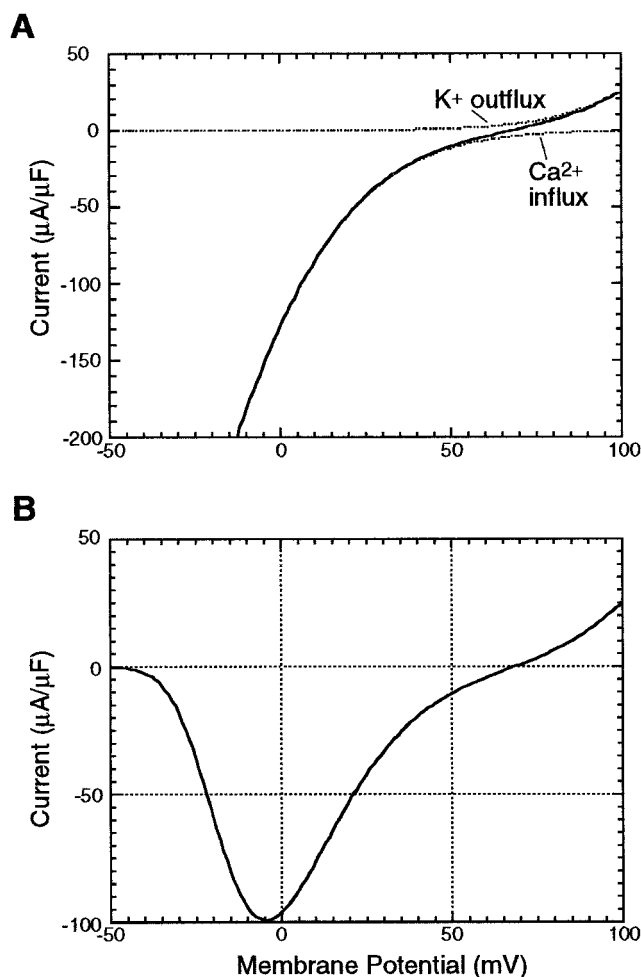 A
50
0
-50
-100
-150
-200
Current (μA/μF)
K+ outflux
Ca2+
influx
-50
0
50
100
B
50
0
-50
-100
Current (μA/μF)
-50
0
50
100
Membrane Potential (mV)